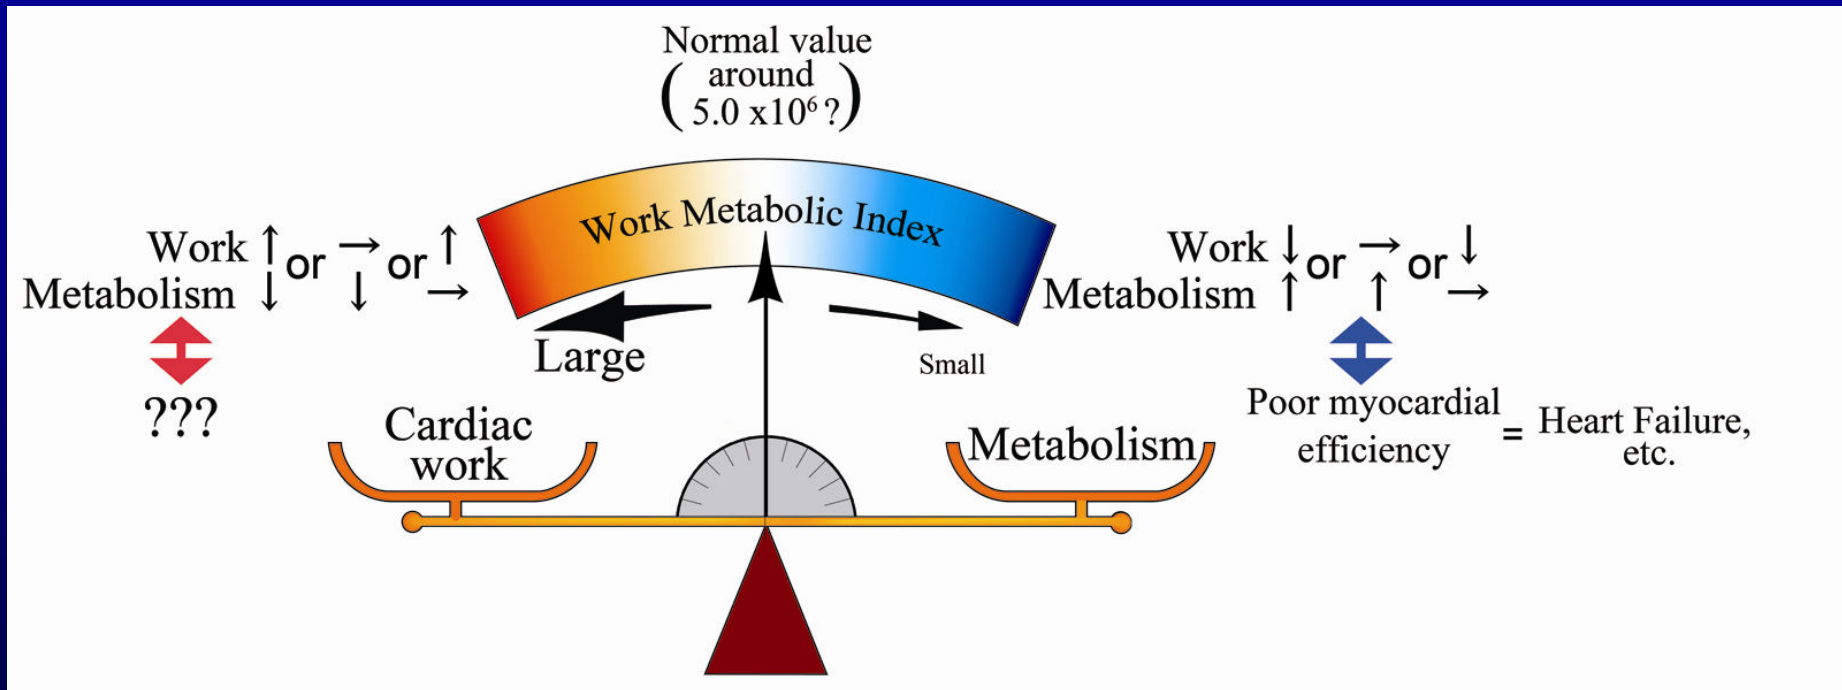 Normal value
( around
5.0 x10⁶ ? )
Work Metabolic Index
Work ↑ or → or ↑
Metabolism ↓ ↓ →
???
Large
Small
Work ↓ or → or ↓
Metabolism ↑ ↑ →
Poor myocardial
efficiency
= Heart Failure,
etc.
Cardiac
work
Metabolism